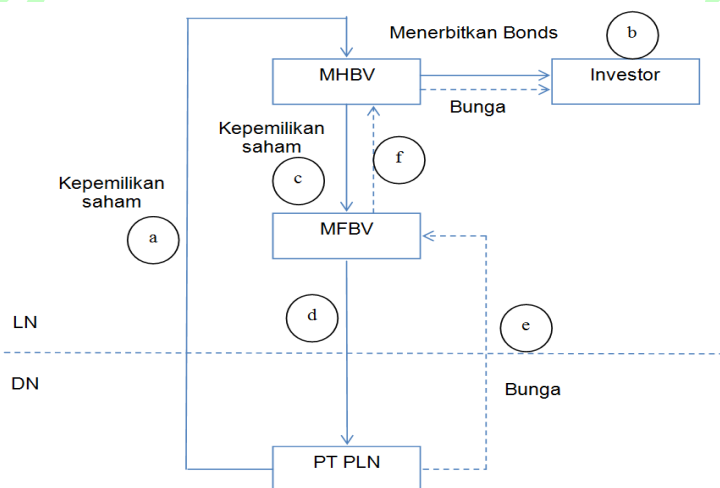 Menerbitkan Bonds
b
MHBV
Investor
Bunga
Kepemilikan
saham
f
c
Kepemilikan
saham
a
MFBV
d
e
LN
DN
Bunga
PT PLN